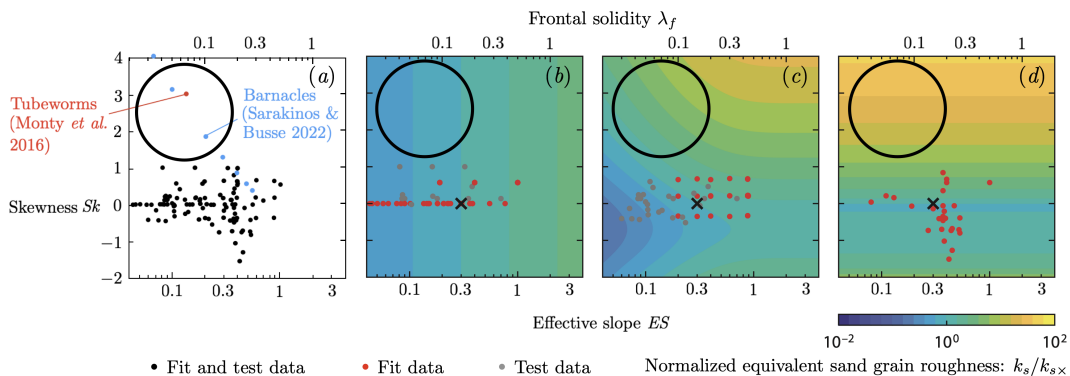 Frontal solidity λf
0.1 0.3 1 0.1 0.3 1 0.1 0.3 1 0.1 0.3 1
4
3
2
1
0
−1
−2
Skewness Sk
(a) (b) (c) (d)
Tubeworms
(Monty et al.
2016)
Barnacles
(Sarakinos &
Busse 2022)
0.1 0.3 1 3 0.1 0.3 1 3 0.1 0.3 1 3 0.1 0.3 1 3
Effective slope ES
10⁻² 10⁰ 10²
Fit and test data Fit data Test data Normalized equivalent sand grain roughness: ks/ks×